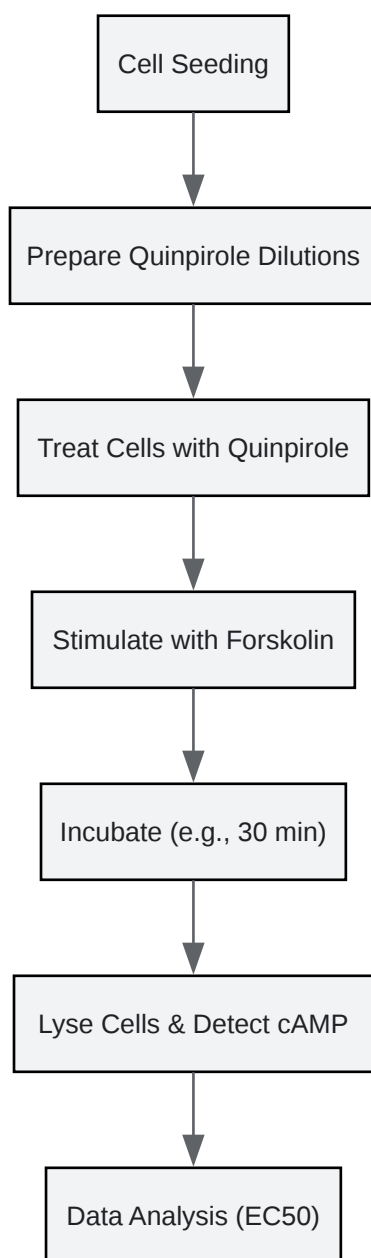 Cell Seeding
Prepare Quinpirole Dilutions
Treat Cells with Quinpirole
Stimulate with Forskolin
Incubate (e.g., 30 min)
Lyse Cells & Detect cAMP
Data Analysis (EC50)